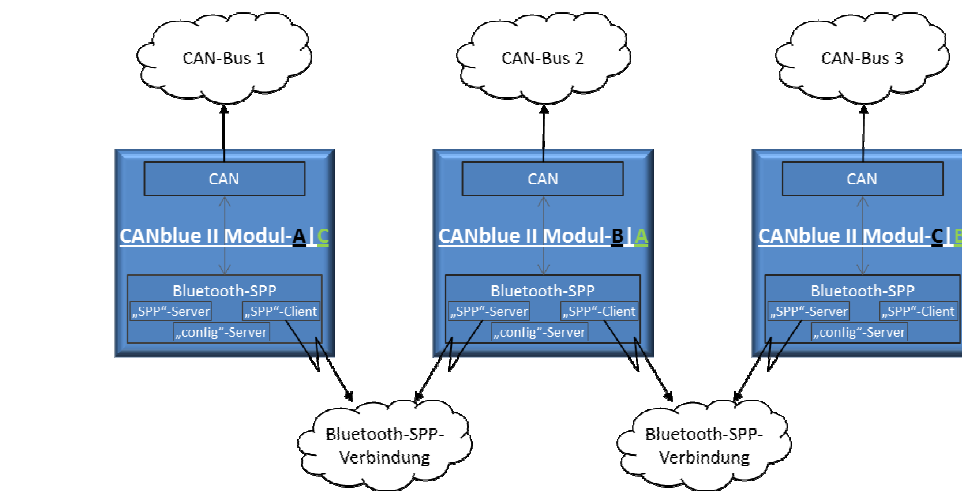 CAN-Bus 1
CAN-Bus 2
CAN-Bus 3
CAN
CAN
CAN
CANblue II Modul-A|C
CANblue II Modul-B|A
CANblue II Modul-C|B
Bluetooth-SPP
„SPP“-Server
„SPP“-Client
„config“-Server
Bluetooth-SPP
„SPP“-Server
„SPP“-Client
„config“-Server
Bluetooth-SPP
„SPP“-Server
„SPP“-Client
„config“-Server
Bluetooth-SPP-
Verbindung
Bluetooth-SPP-
Verbindung